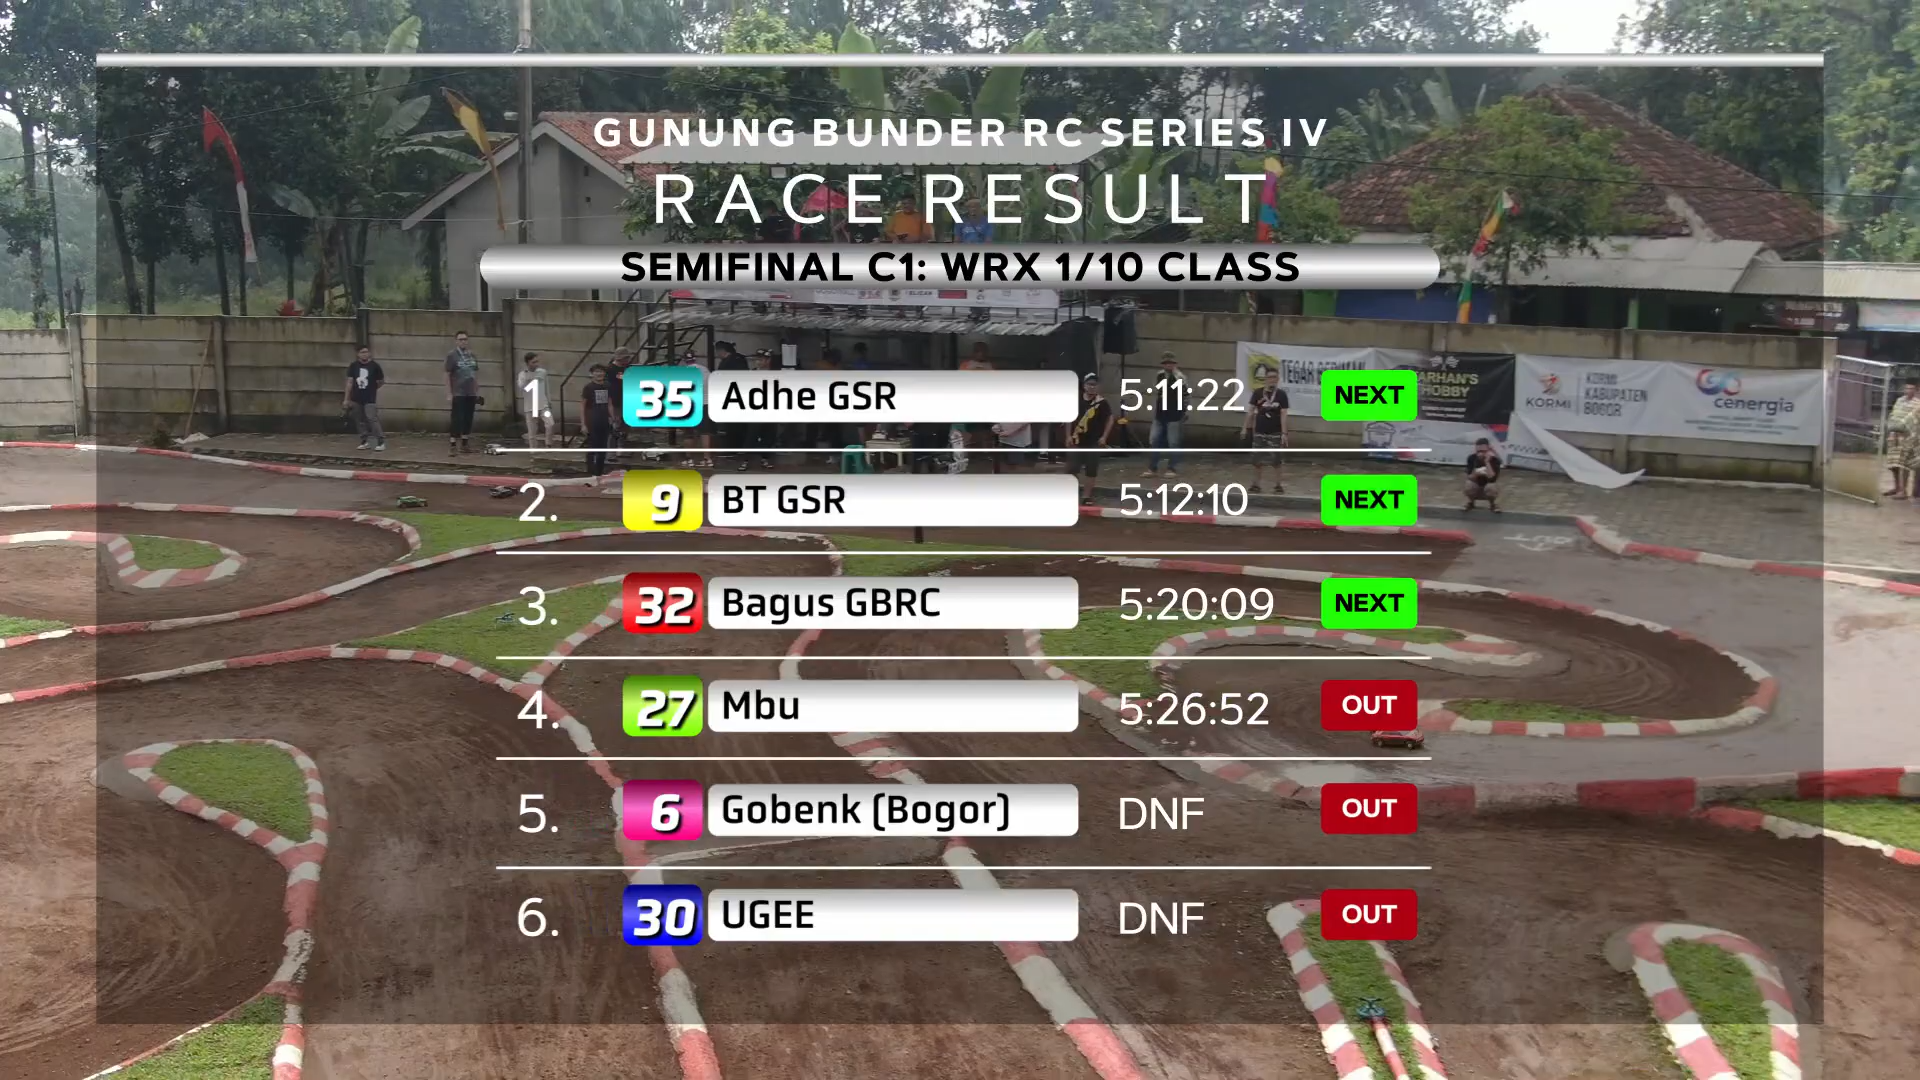 GUNUNG BUNDER RC SERIES IV
RACE RESULT
SEMIFINAL C1: WRX 1/10 CLASS
1. 35 Adhe GSR 5:11:22 NEXT
2. 9 BT GSR 5:12:10 NEXT
3. 32 Bagus GBRC 5:20:09 NEXT
4. 27 Mbu 5:26:52 OUT
5. 6 Gobenk (Bogor) DNF OUT
6. 30 UGEE DNF OUT
HOBBY
KORMI
KORMI
KABUPATEN
BOGOR
cenergia